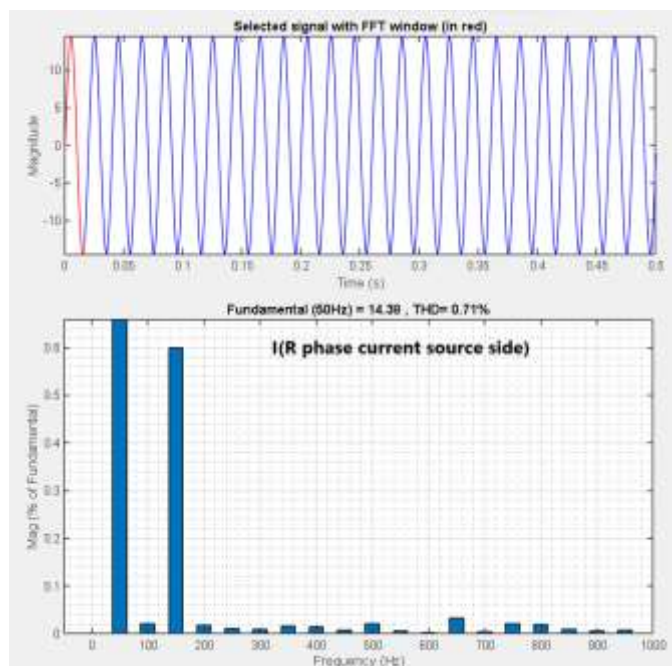 Selected signal with FFT window (in red)
Magnitude
10
5
0
-5
-10
0 0.05 0.1 0.15 0.2 0.25 0.3 0.35 0.4 0.45 0.5
Time (s)
Fundamental (50Hz) = 14.38 , THD= 0.71%
I(R phase current source side)
Mag (% of Fundamental)
0.6
0.5
0.4
0.3
0.2
0.1
0
0 100 200 300 400 500 600 700 800 900 1000
Frequency (Hz)